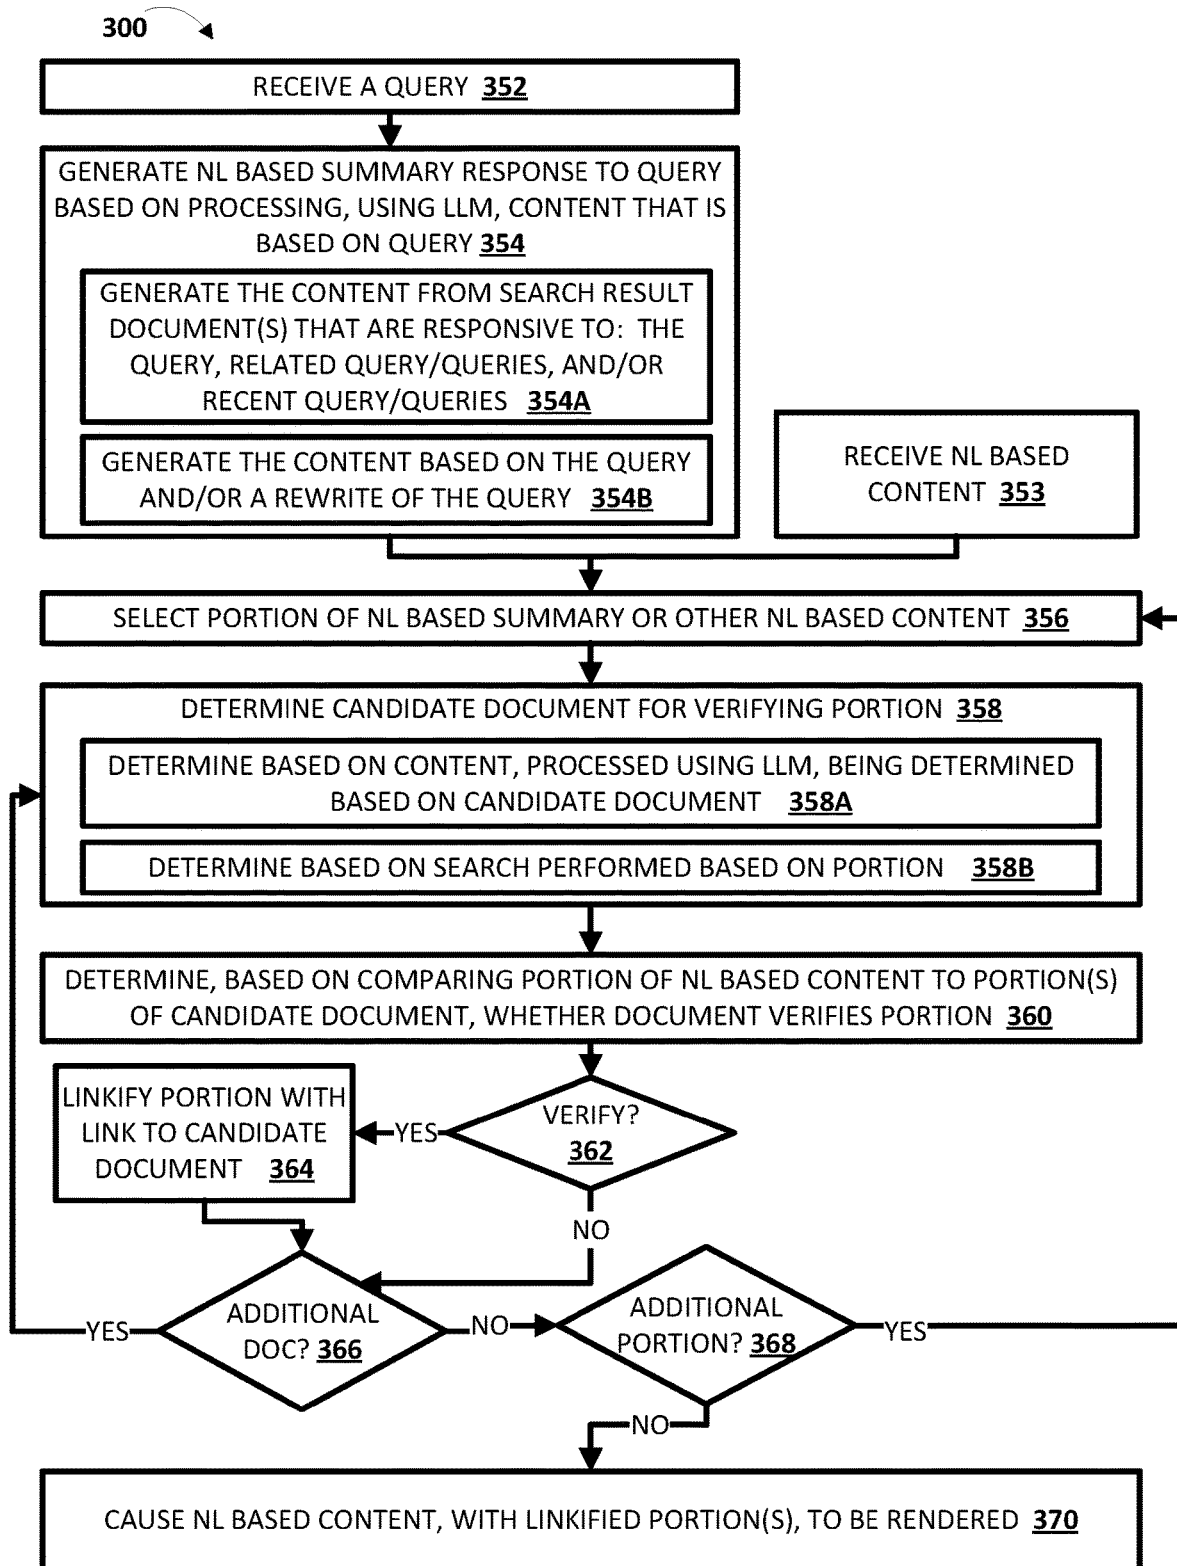 300
RECEIVE A QUERY 352
GENERATE NL BASED SUMMARY RESPONSE TO QUERY
BASED ON PROCESSING, USING LLM, CONTENT THAT IS
BASED ON QUERY 354
GENERATE THE CONTENT FROM SEARCH RESULT
DOCUMENT(S) THAT ARE RESPONSIVE TO: THE
QUERY, RELATED QUERY/QUERIES, AND/OR
RECENT QUERY/QUERIES 354A
GENERATE THE CONTENT BASED ON THE QUERY
AND/OR A REWRITE OF THE QUERY 354B
RECEIVE NL BASED
CONTENT 353
SELECT PORTION OF NL BASED SUMMARY OR OTHER NL BASED CONTENT 356
DETERMINE CANDIDATE DOCUMENT FOR VERIFYING PORTION 358
DETERMINE BASED ON CONTENT, PROCESSED USING LLM, BEING DETERMINED
BASED ON CANDIDATE DOCUMENT 358A
DETERMINE BASED ON SEARCH PERFORMED BASED ON PORTION 358B
DETERMINE, BASED ON COMPARING PORTION OF NL BASED CONTENT TO PORTION(S)
OF CANDIDATE DOCUMENT, WHETHER DOCUMENT VERIFIES PORTION 360
VERIFY?
362
YES
LINKIFY PORTION WITH
LINK TO CANDIDATE
DOCUMENT 364
NO
ADDITIONAL
DOC? 366
YES
NO
ADDITIONAL
PORTION? 368
YES
NO
CAUSE NL BASED CONTENT, WITH LINKIFIED PORTION(S), TO BE RENDERED 370